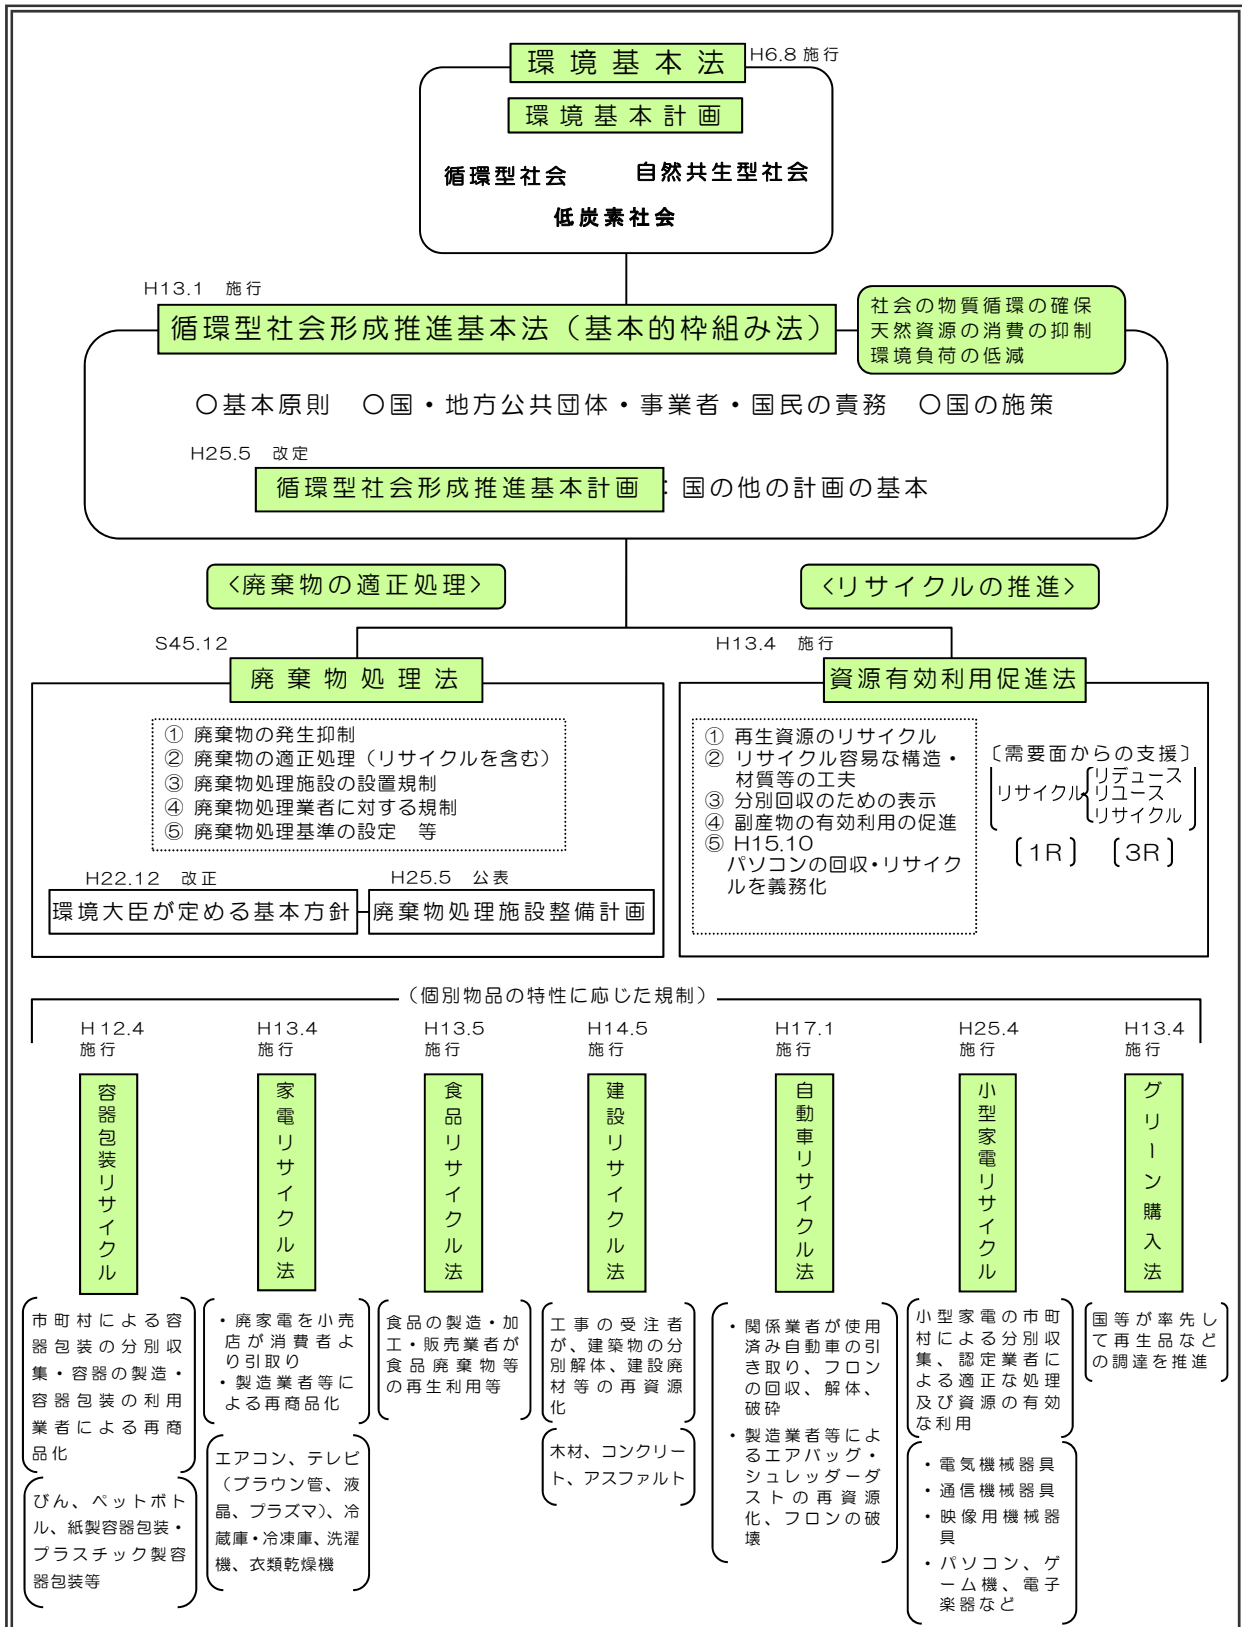 環境基本法
H6.8 施行
環境基本計画
循環型社会
自然共生型社会
低炭素社会
H13.1 施行
循環型社会形成推進基本法（基本的枠組み法）
社会の物質循環の確保
天然資源の消費の抑制
環境負荷の低減
○基本原則 ○国・地方公共団体・事業者・国民の責務 ○国の施策
H25.5 改定
循環型社会形成推進基本計画
：国の他の計画の基本
<廃棄物の適正処理>
<リサイクルの推進>
S45.12
廃棄物処理法
① 廃棄物の発生抑制
② 廃棄物の適正処理（リサイクルを含む）
③ 廃棄物処理施設の設置規制
④ 廃棄物処理業者に対する規制
⑤ 廃棄物処理基準の設定 等
H22.12 改正
環境大臣が定める基本方針
H25.5 公表
廃棄物処理施設整備計画
H13.4 施行
資源有効利用促進法
① 再生資源のリサイクル
② リサイクル容易な構造・
材質等の工夫
③ 分別回収のための表示
④ 副産物の有効利用の促進
⑤ H15.10
パソコンの回収・リサイク
ルを義務化
〔需要面からの支援〕
リサイクル
リデュース
リユース
リサイクル
〔1R〕 〔3R〕
（個別物品の特性に応じた規制）
H12.4
施行
容器包装リサイクル
市町村による容
器包装の分別収
集・容器の製造・
容器包装の利用
業者による再商
品化
びん、ペットボト
ル、紙製容器包装・
プラスチック製容
器包装等
H13.4
施行
家電リサイクル法
・廃家電を小売
店が消費者よ
り引取り
・製造業者等に
よる再商品化
エアコン、テレビ
（ブラウン管、液
晶、プラズマ）、冷
蔵庫・冷凍庫、洗濯
機、衣類乾燥機
H13.5
施行
食品リサイクル法
食品の製造・加
工・販売業者が
食品廃棄物等
の再生利用等
H14.5
施行
建設リサイクル法
工事の受注者
が、建築物の分
別解体、建設廃
材等の再資源
化
木材、コンクリー
ト、アスファルト
H17.1
施行
自動車リサイクル法
・関係業者が使用
済み自動車の引
き取り、フロン
の回収、解体、
破砕
・製造業者等によ
るエアバッグ・
シュレッダーダ
ストの再資源
化、フロンの破
壊
H25.4
施行
小型家電リサイクル
小型家電の市町
村による分別収
集、認定業者に
よる適正な処理
及び資源の有効
な利用
・電気機械器具
・通信機械器具
・映像用機械器
具
・パソコン、ゲ
ーム機、電子
楽器など
H13.4
施行
グリーン購入法
国等が率先し
て再生品など
の調達を推進